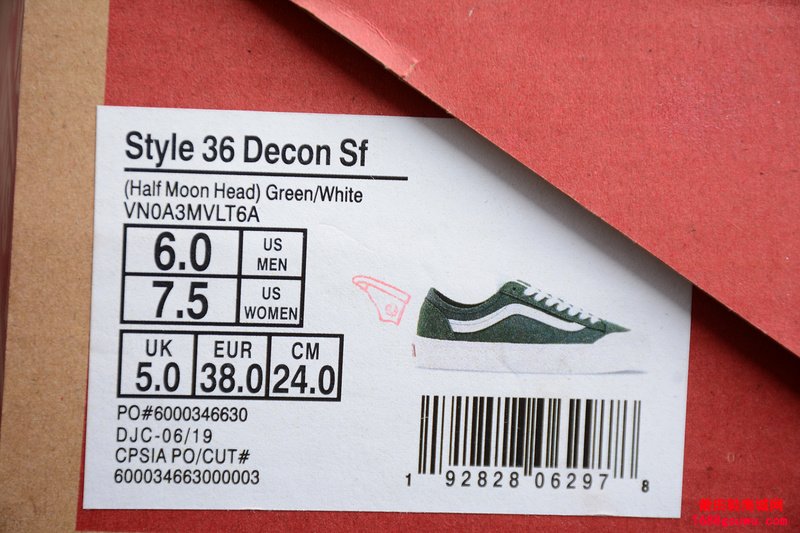 Style 36 Decon Sf
(Half Moon Head) Green/White
VN0A3MVLT6A
6.0 US MEN
7.5 US WOMEN
UK EUR CM
5.0 38.0 24.0
PO#6000346630
DJC-06/19
CPSIA PO/CUT#
600034663000003
1 92828 06297 8